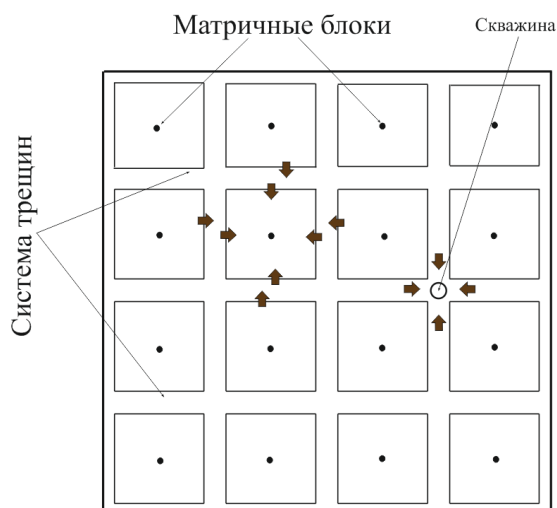 Матричные блоки
Скважина
Система трещин